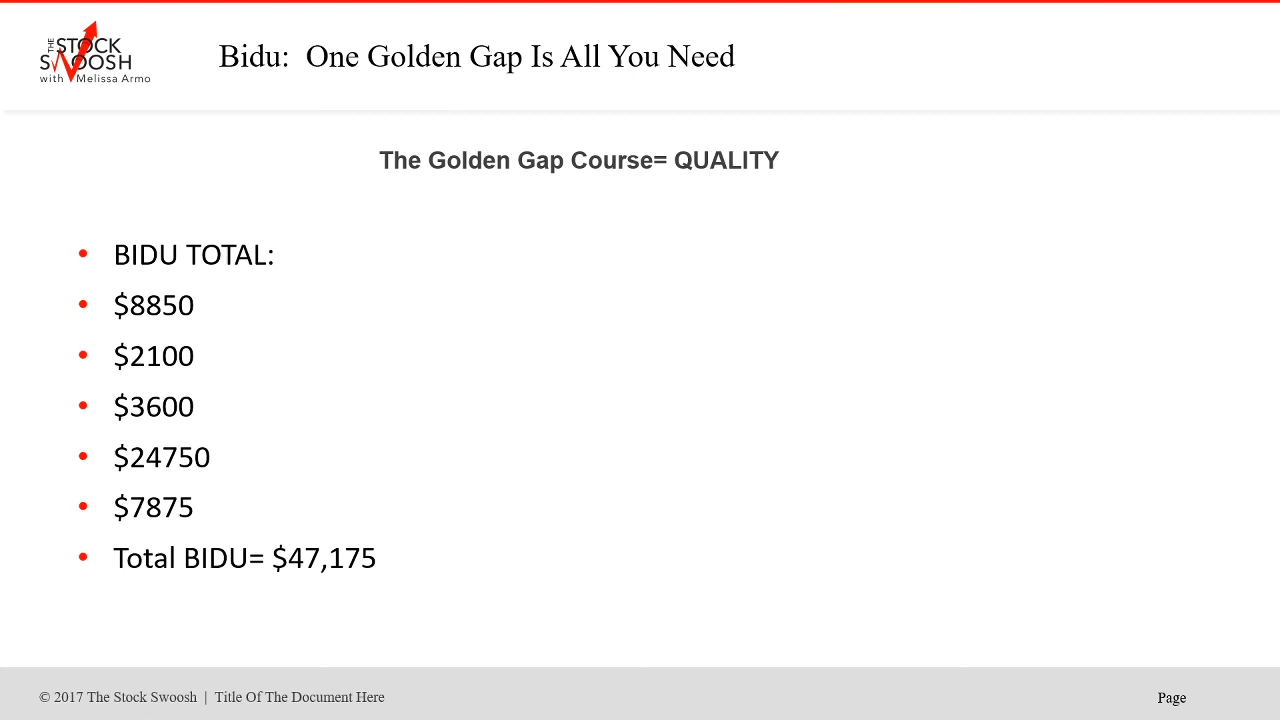 THE
STOCK
SWOOSH
with Melissa Armo
Bidu: One Golden Gap Is All You Need
The Golden Gap Course= QUALITY
• BIDU TOTAL:
• $8850
• $2100
• $3600
• $24750
• $7875
• Total BIDU= $47,175
© 2017 The Stock Swoosh | Title Of The Document Here
Page